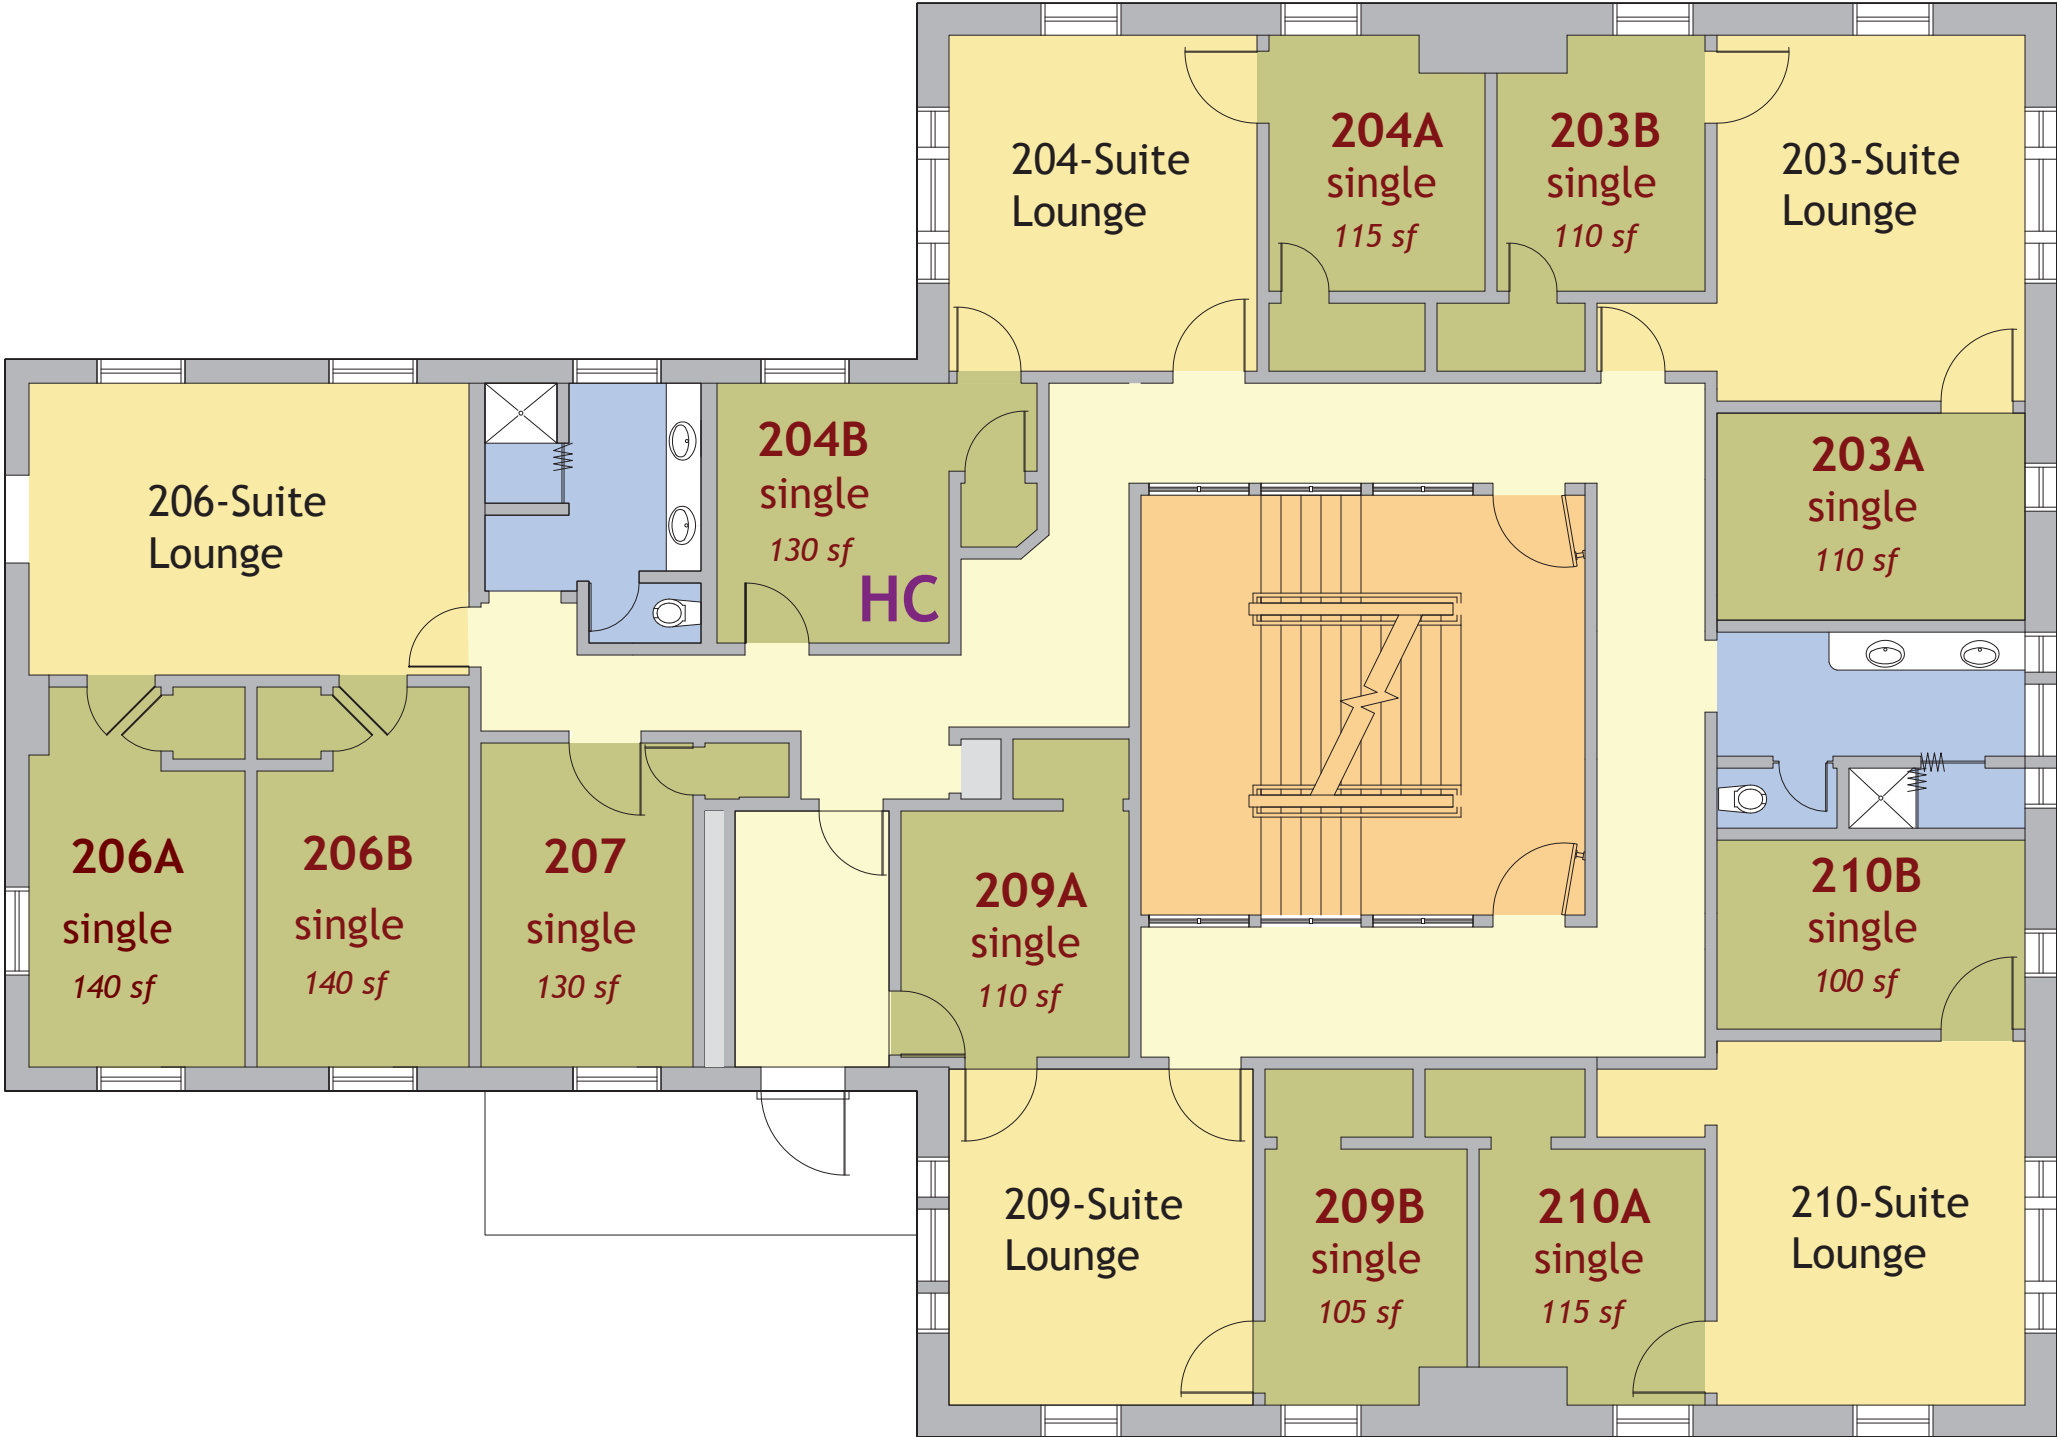 204-Suite
Lounge
204A
single
115 sf
203B
single
110 sf
203-Suite
Lounge
206-Suite
Lounge
204B
single
130 sf
HC
203A
single
110 sf
206A
single
140 sf
206B
single
140 sf
207
single
130 sf
209A
single
110 sf
210B
single
100 sf
209-Suite
Lounge
209B
single
105 sf
210A
single
115 sf
210-Suite
Lounge